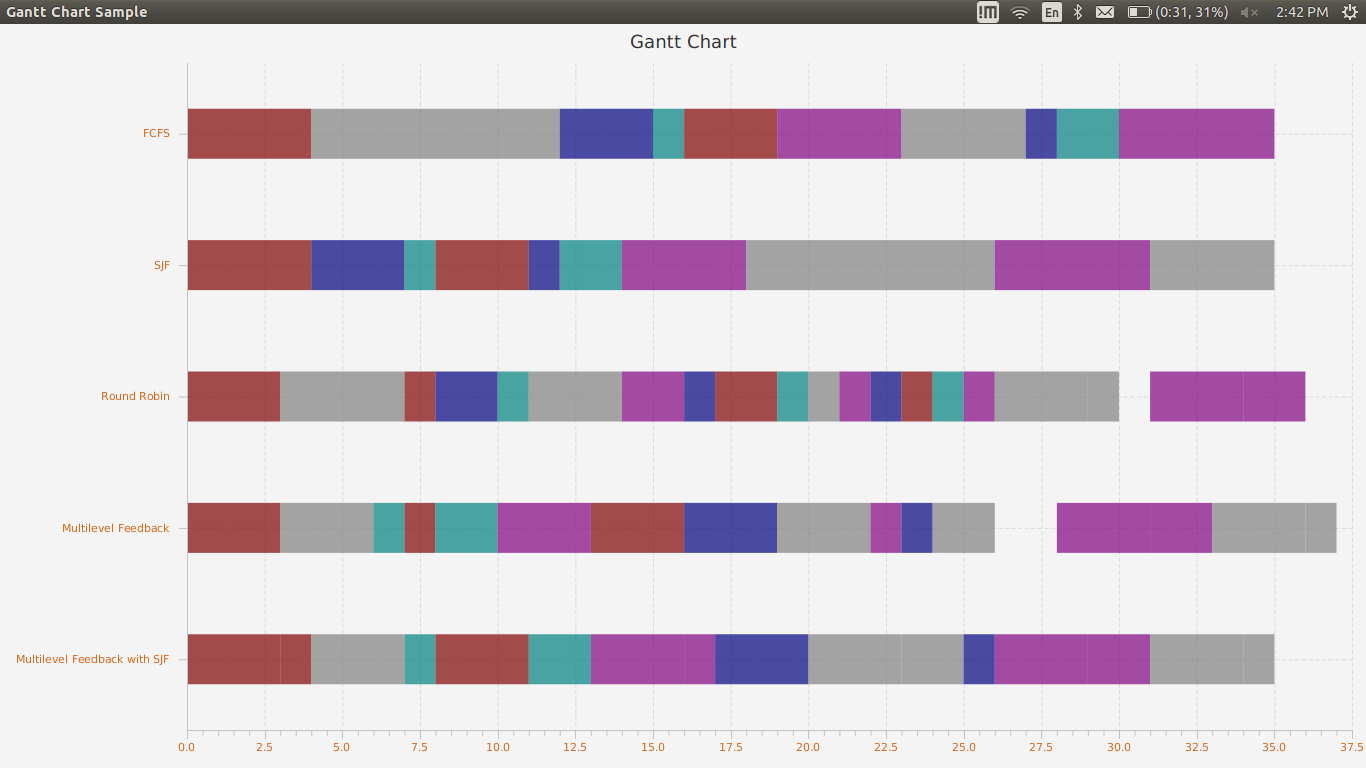 Gantt Chart Sample
!M En (0:31, 31%) 2:42 PM
Gantt Chart
FCFS
SJF
Round Robin
Multilevel Feedback
Multilevel Feedback with SJF
0.0 2.5 5.0 7.5 10.0 12.5 15.0 17.5 20.0 22.5 25.0 27.5 30.0 32.5 35.0 37.5